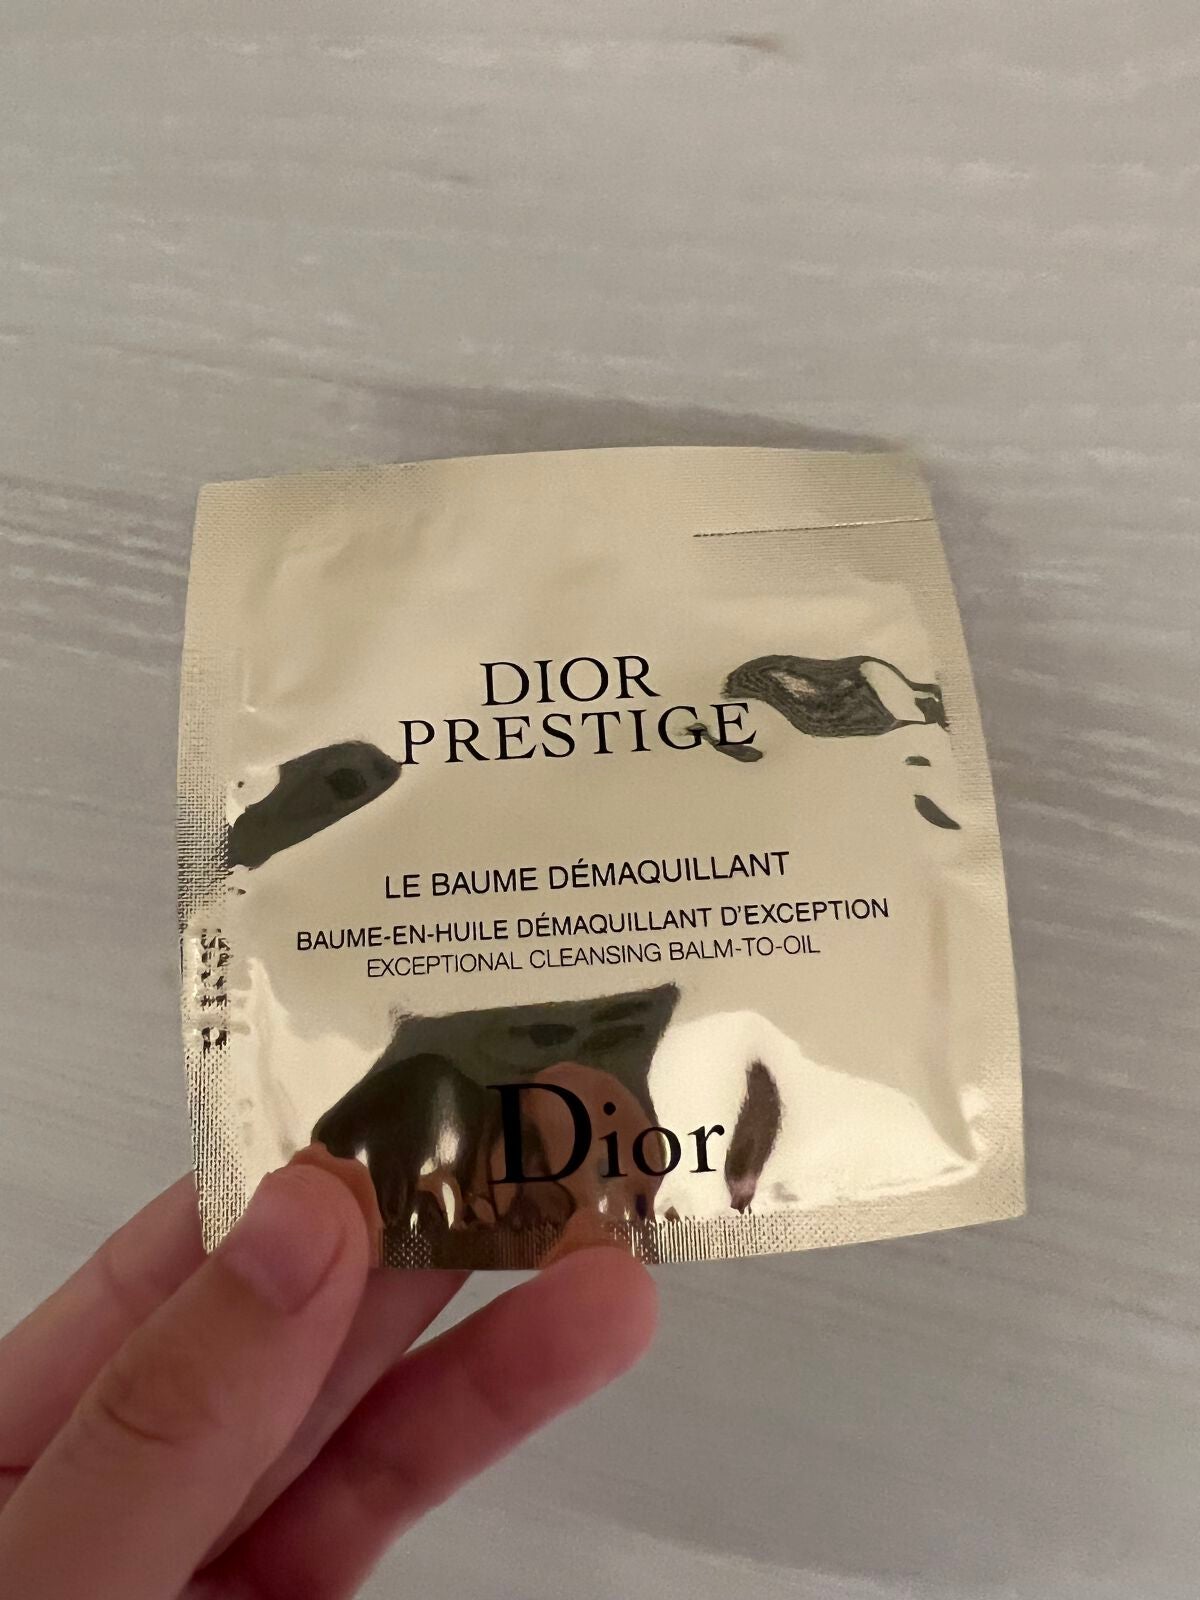 DIOR
PRESTIGE
LE BAUME DÉMAQUILLANT
BAUME-EN-HUILE DÉMAQUILLANT D'EXCEPTION
EXCEPTIONAL CLEANSING BALM-TO-OIL
Dior